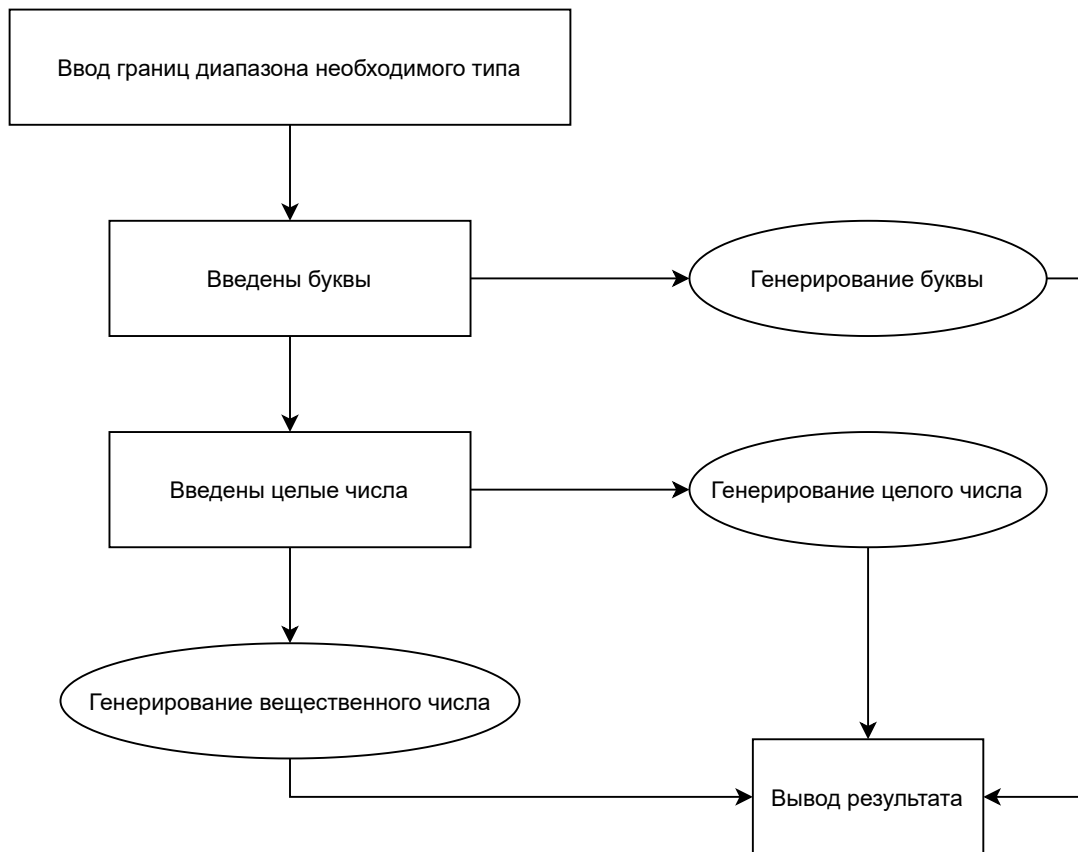 Ввод границ диапазона необходимого типа
Введены буквы
Генерирование буквы
Введены целые числа
Генерирование целого числа
Генерирование вещественного числа
Вывод результата